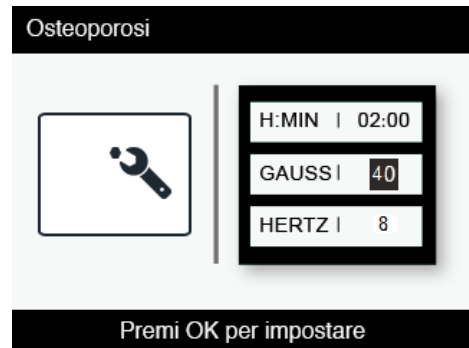 Osteoporosi
H:MIN | 02:00
GAUSS | 40
HERTZ | 8
Premi OK per impostare